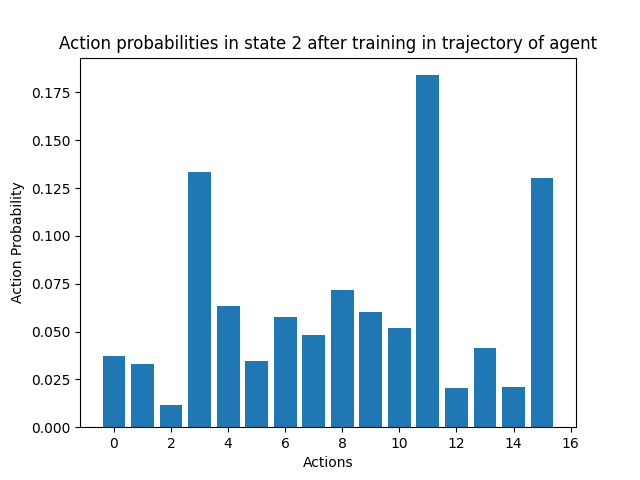 Action probabilities in state 2 after training in trajectory of agent
0.175
0.150
0.125
0.100
0.075
0.050
0.025
0.000
Action Probability
0 2 4 6 8 10 12 14 16
Actions